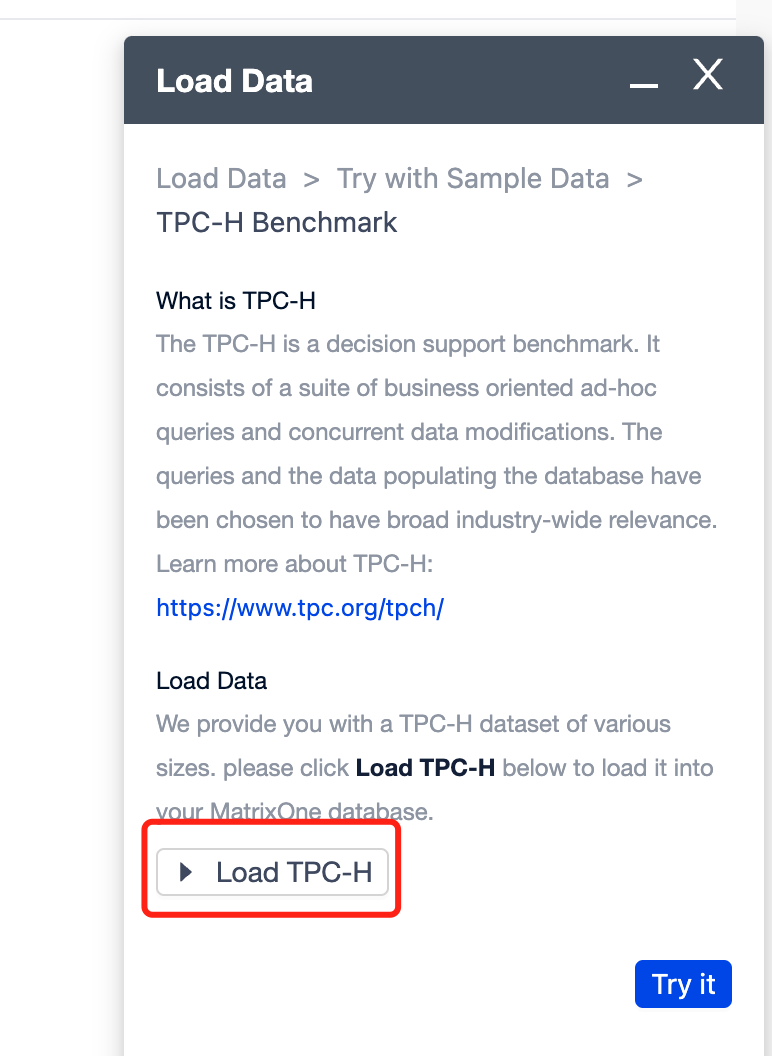 Load Data
Load Data > Try with Sample Data >
TPC-H Benchmark
What is TPC-H
The TPC-H is a decision support benchmark. It
consists of a suite of business oriented ad-hoc
queries and concurrent data modifications. The
queries and the data populating the database have
been chosen to have broad industry-wide relevance.
Learn more about TPC-H:
https://www.tpc.org/tpch/
Load Data
We provide you with a TPC-H dataset of various
sizes. please click Load TPC-H below to load it into
your MatrixOne database.
Load TPC-H
Try it